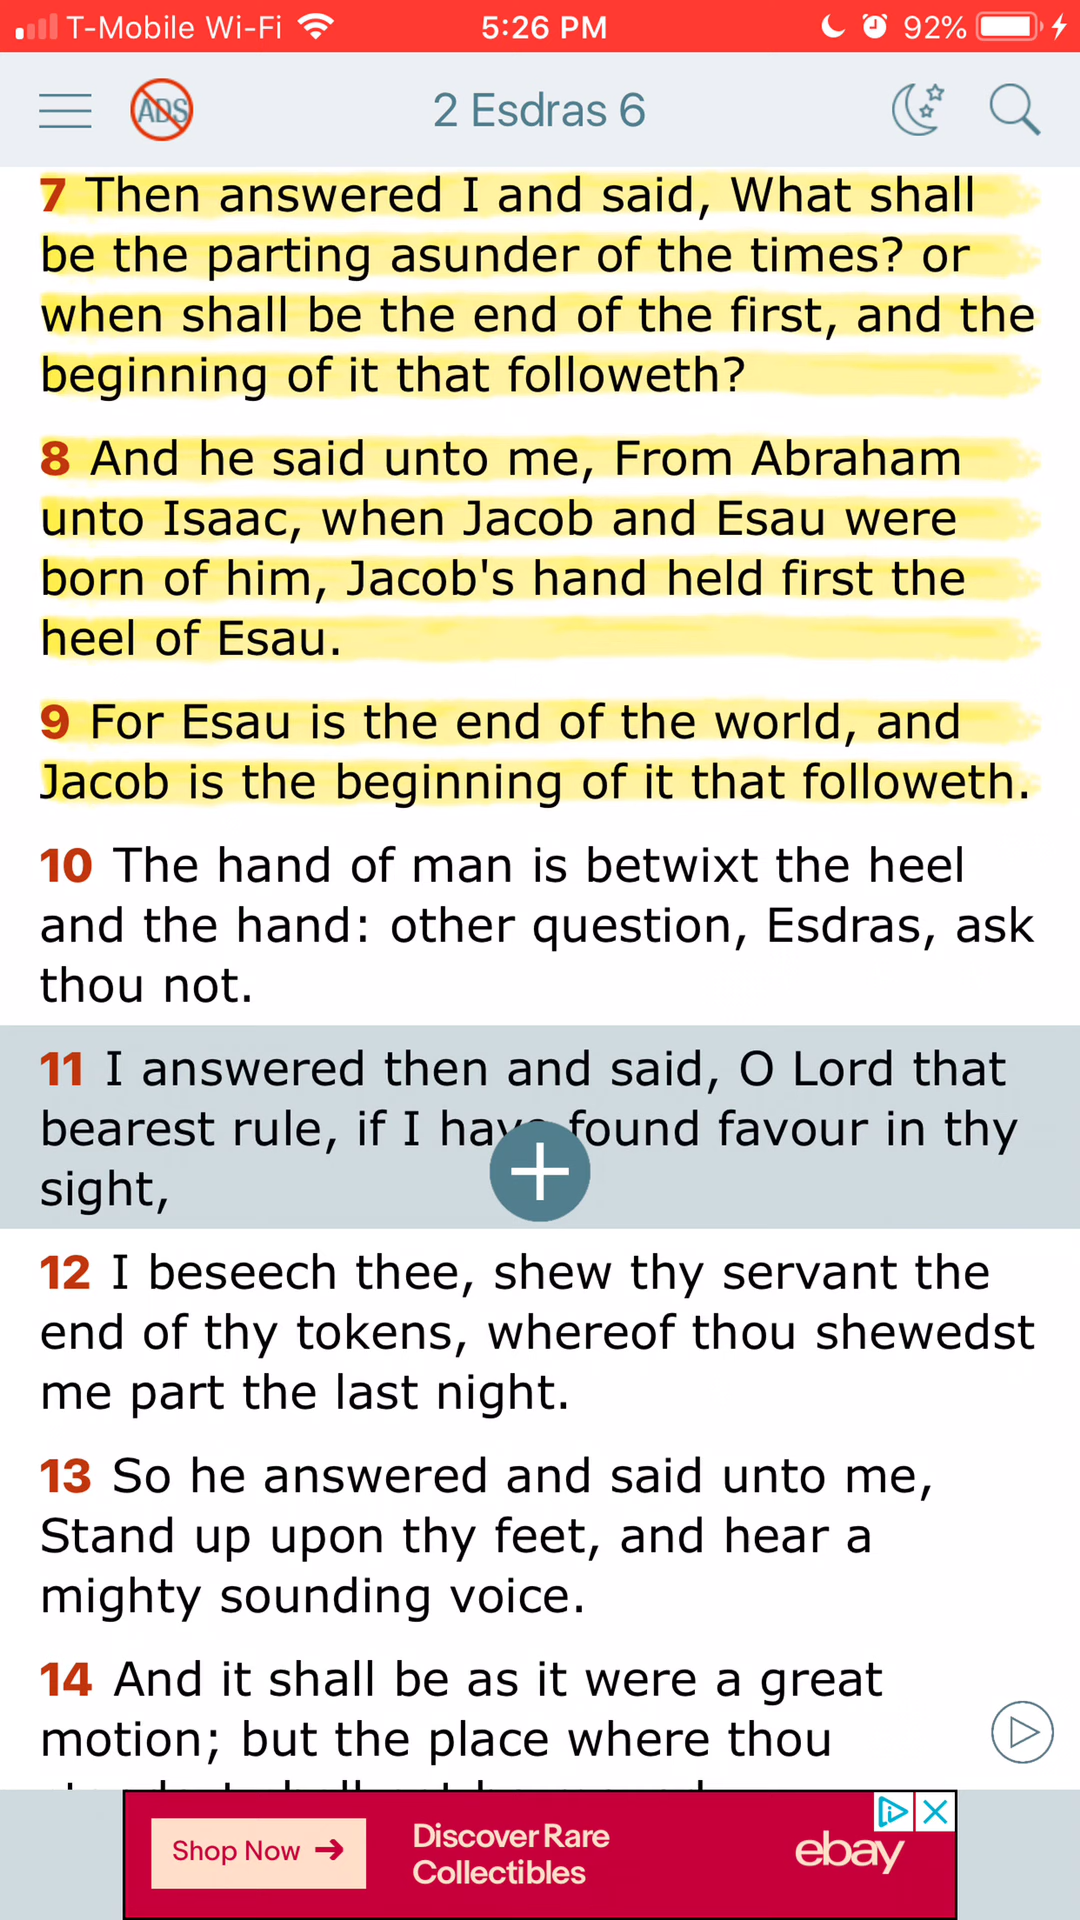 T-Mobile Wi-Fi 5:26 PM 92%
ADS 2 Esdras 6
7 Then answered I and said, What shall
be the parting asunder of the times? or
when shall be the end of the first, and the
beginning of it that followeth?
8 And he said unto me, From Abraham
unto Isaac, when Jacob and Esau were
born of him, Jacob's hand held first the
heel of Esau.
9 For Esau is the end of the world, and
Jacob is the beginning of it that followeth.
10 The hand of man is betwixt the heel
and the hand: other question, Esdras, ask
thou not.
11 I answered then and said, O Lord that
bearest rule, if I have found favour in thy
sight,
12 I beseech thee, shew thy servant the
end of thy tokens, whereof thou shewedst
me part the last night.
13 So he answered and said unto me,
Stand up upon thy feet, and hear a
mighty sounding voice.
14 And it shall be as it were a great
motion; but the place where thou
Shop Now →
Discover Rare
Collectibles
ebay